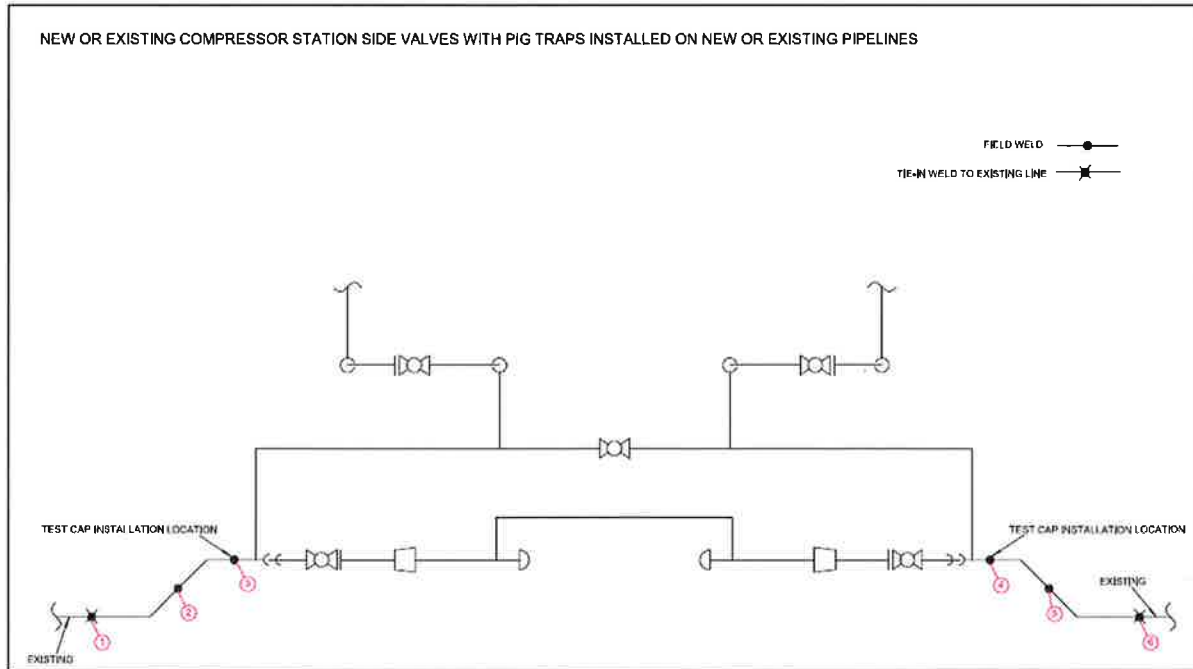 NEW OR EXISTING COMPRESSOR STATION SIDE VALVES WITH PIG TRAPS INSTALLED ON NEW OR EXISTING PIPELINES
FIELD WELD
TIE-IN WELD TO EXISTING LINE
TEST CAP INSTALLATION LOCATION
TEST CAP INSTALLATION LOCATION
3
4
2
5
EXISTING
1
6
EXISTING